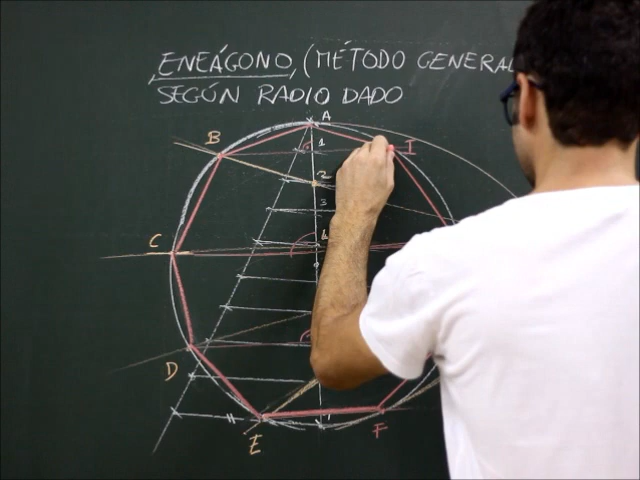 ENEÁGONO, (MÉTODO GENERAL
SEGÚN RADIO DADO
A
B
1
I
2
3
4
C
D
E
F